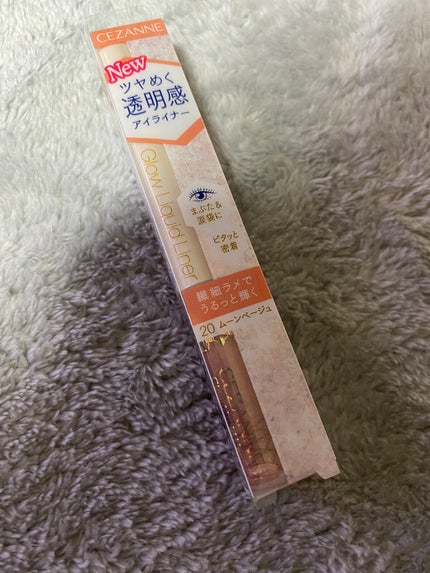 CEZANNE
New
ツヤめく
透明感
アイライナー
Glow Liquid Liner
まぶた&
涙袋に
ピタッと
密着
繊細ラメで
うるっと輝く
20 ムーンベージュ